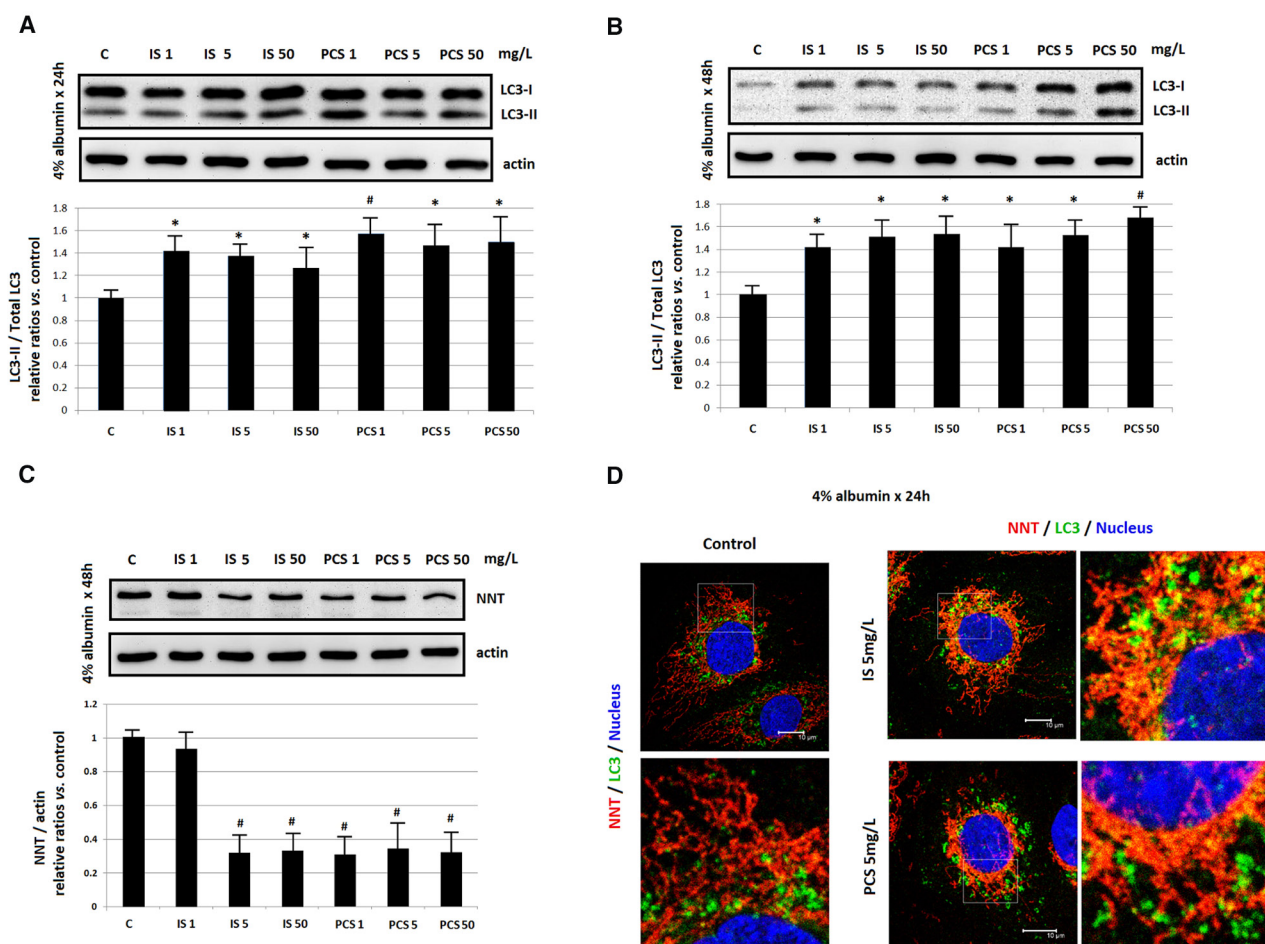 A
C IS 1 IS 5 IS 50 PCS 1 PCS 5 PCS 50 mg/L
4% albumin x 24h
LC3-I
LC3-II
actin
LC3-II / Total LC3
relative ratios vs. control
1.8
1.6
1.4
1.2
1
0.8
0.6
0.4
0.2
0
* * * # * *
C IS 1 IS 5 IS 50 PCS 1 PCS 5 PCS 50
B
C IS 1 IS 5 IS 50 PCS 1 PCS 5 PCS 50 mg/L
4% albumin x 48h
LC3-I
LC3-II
actin
LC3-II / Total LC3
relative ratios vs. control
1.8
1.6
1.4
1.2
1
0.8
0.6
0.4
0.2
0
* * * * * #
C IS 1 IS 5 IS 50 PCS 1 PCS 5 PCS 50
C
C IS 1 IS 5 IS 50 PCS 1 PCS 5 PCS 50 mg/L
4% albumin x 48h
NNT
actin
NNT / actin
relative ratios vs. control
1.2
1
0.8
0.6
0.4
0.2
0
# # # # #
C IS 1 IS 5 IS 50 PCS 1 PCS 5 PCS 50
D
4% albumin x 24h
Control
NNT / LC3 / Nucleus
NNT / LC3 / Nucleus
10 µm
IS 5mg/L
10 µm
PCS 5mg/L
10 µm